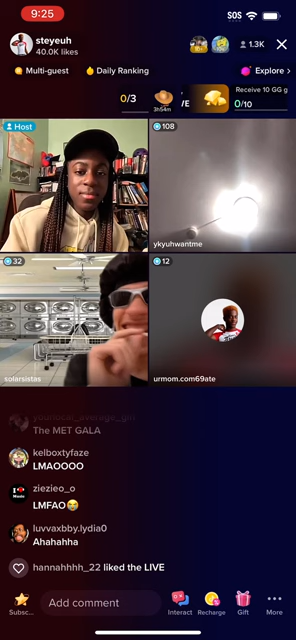 9:25
SOS
steyeuh
40.0K likes
1.3K
Multi-guest
Daily Ranking
Explore >
0/3
3h54m
/E
Receive 10 GG g
0/10
Host
108
ykyuhwantme
32
xolarsistas
12
urmom.com69ate
The MET GALA
kelboxtyfaze
LMAOOOO
ziezieo_o
LMFAO😭
luvvaxbby.lydia0
Ahahahha
hannahhhh_22 liked the LIVE
Subsc...
Add comment
Interact
Recharge
Gift
More